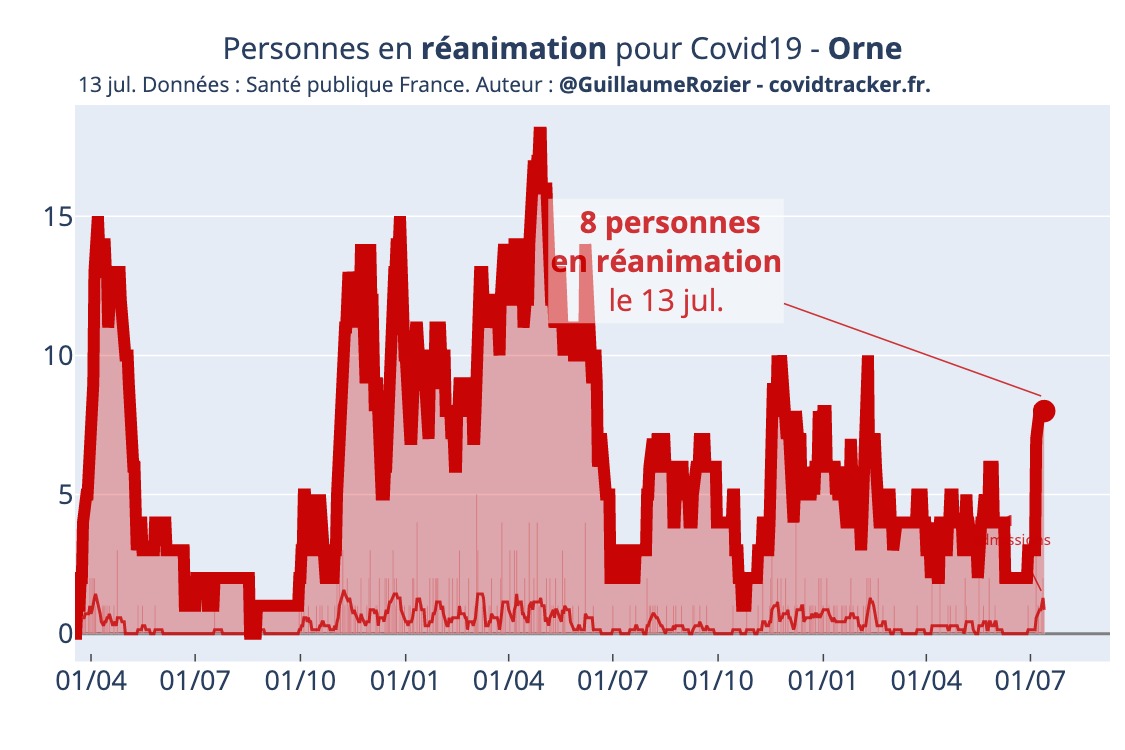 Personnes en réanimation pour Covid19 - Orne
13 jul. Données : Santé publique France. Auteur : @GuillaumeRozier - covidtracker.fr.
8 personnes
en réanimation
le 13 jul.
15
10
5
0
01/04 01/07 01/10 01/01 01/04 01/07 01/10 01/01 01/04 01/07